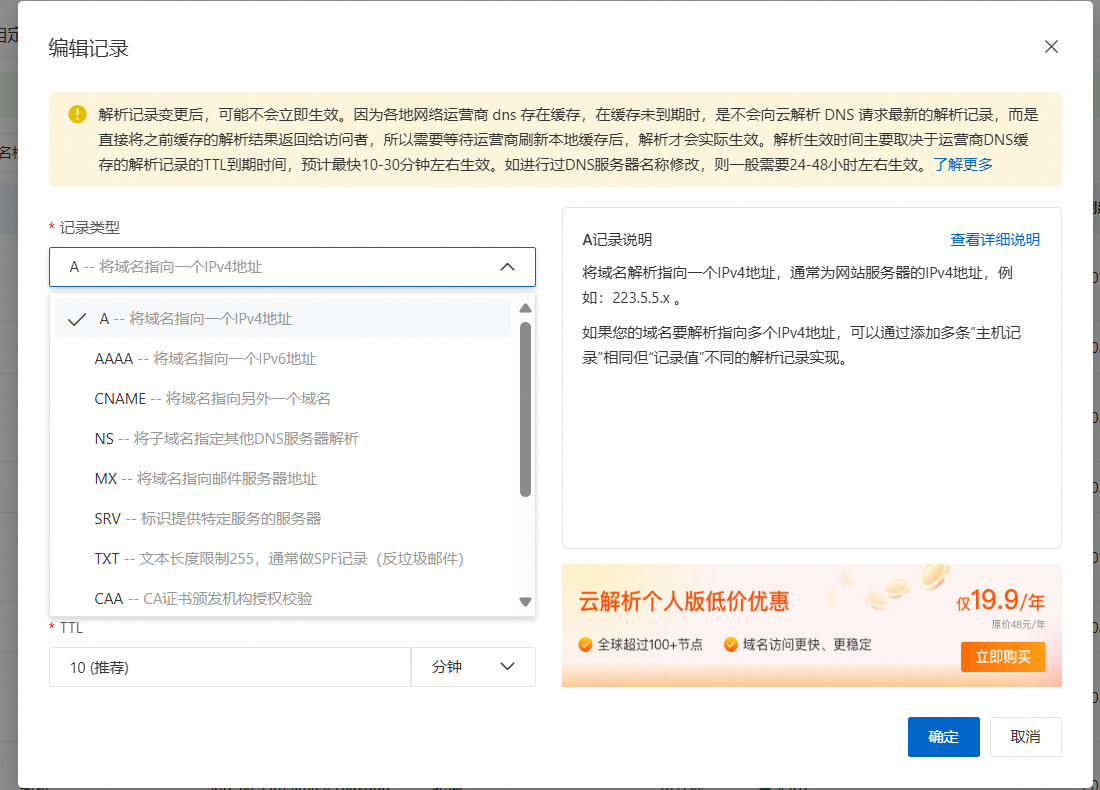 编辑记录
解析记录变更后，可能不会立即生效。因为各地网络运营商 dns 存在缓存，在缓存未到期时，是不会向云解析 DNS 请求最新的解析记录，而是
直接将之前缓存的解析结果返回给访问者，所以需要等待运营商刷新本地缓存后，解析才会实际生效。解析生效时间主要取决于运营商DNS缓
存的解析记录的TTL到期时间，预计最快10-30分钟左右生效。如进行过DNS服务器名称修改，则一般需要24-48小时左右生效。了解更多
* 记录类型
A -- 将域名指向一个IPv4地址
A -- 将域名指向一个IPv4地址
AAAA -- 将域名指向一个IPv6地址
CNAME -- 将域名指向另外一个域名
NS -- 将子域名指定其他DNS服务器解析
MX -- 将域名指向邮件服务器地址
SRV -- 标识提供特定服务的服务器
TXT -- 文本长度限制255，通常做SPF记录（反垃圾邮件）
CAA -- CA证书颁发机构授权校验
* TTL
10 (推荐)
分钟
A记录说明
查看详细说明
将域名解析指向一个IPv4地址，通常为网站服务器的IPv4地址，例
如：223.5.5.x 。
如果您的域名要解析指向多个IPv4地址，可以通过添加多条”主机记
录”相同但“记录值”不同的解析记录实现。
云解析个人版低价优惠
仅19.9/年
原价48元/年
全球超过100+节点
域名访问更快、更稳定
立即购买
确定
取消